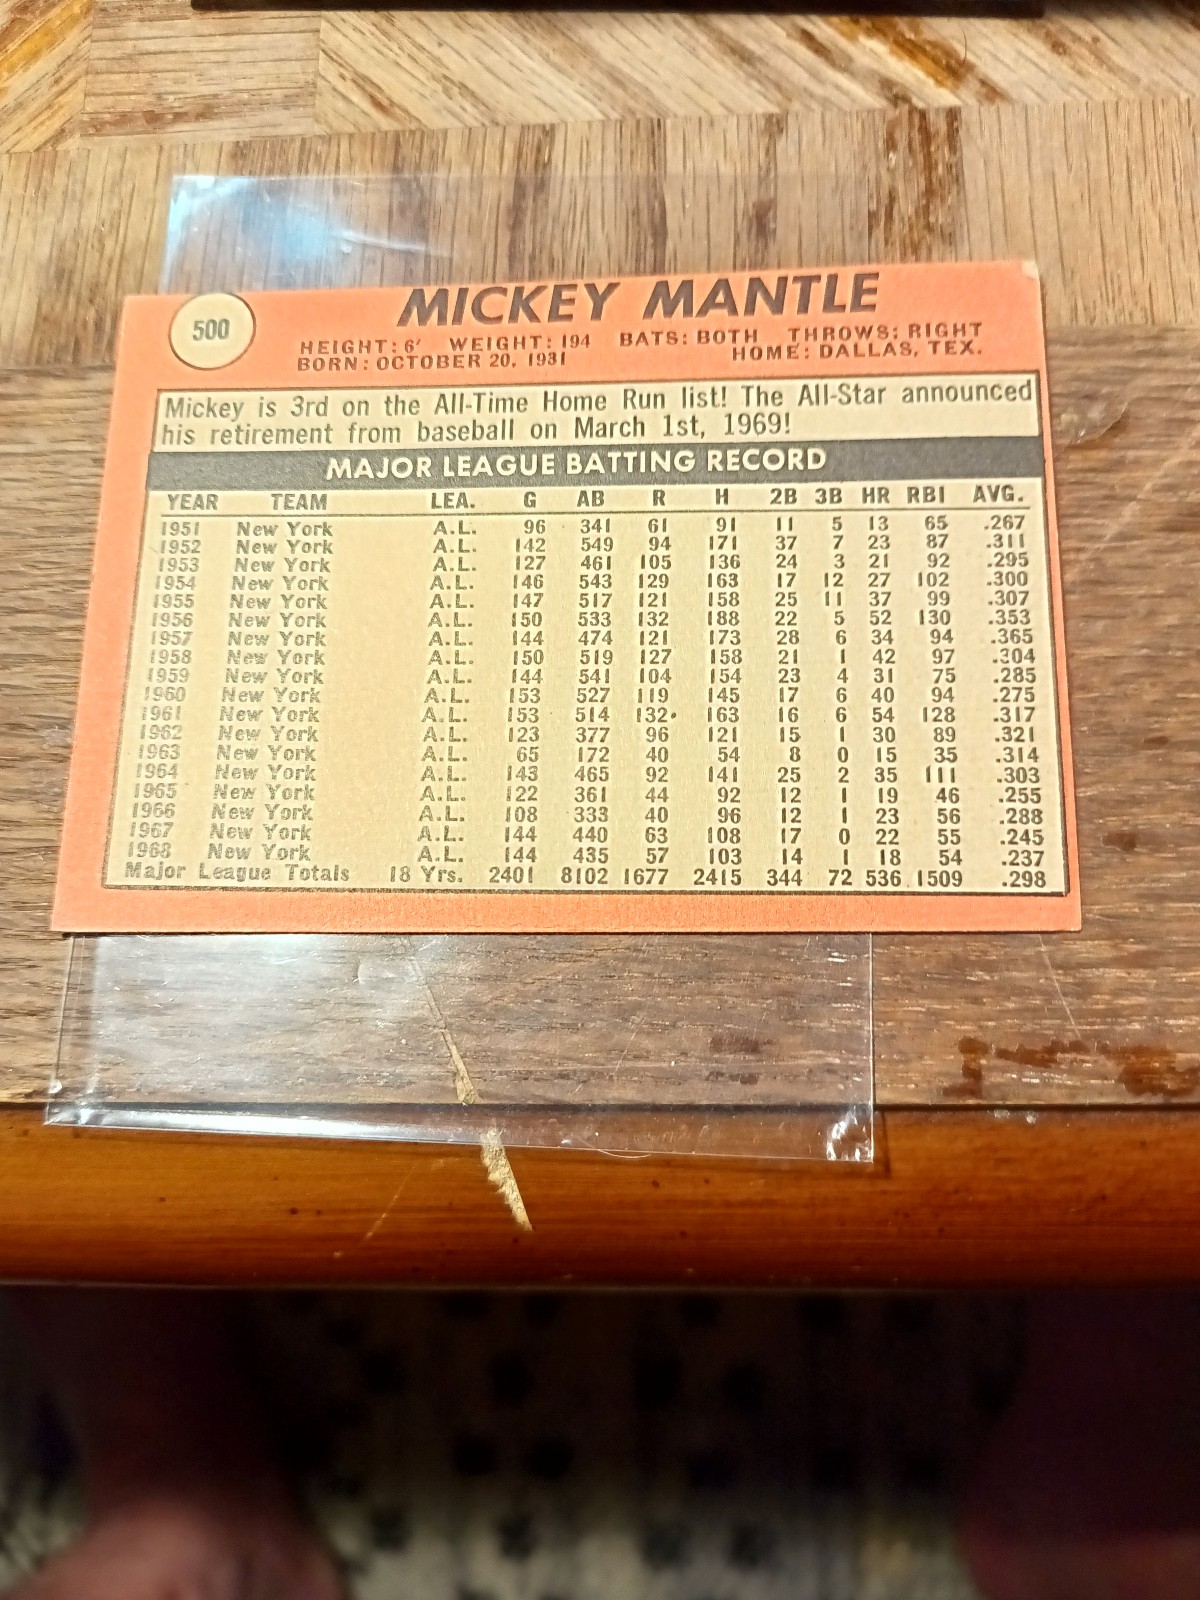 500
MICKEY MANTLE
HEIGHT: 6' WEIGHT: 194 BATS: BOTH THROWS: RIGHT
BORN: OCTOBER 20, 1931 HOME: DALLAS, TEX.
Mickey is 3rd on the All-Time Home Run list! The All-Star announced
his retirement from baseball on March 1st, 1969!
MAJOR LEAGUE BATTING RECORD
YEAR TEAM LEA. G AB R H 2B 3B HR RBI AVG.
1951 New York A.L. 96 341 61 91 11 5 13 65 .267
1952 New York A.L. 142 549 94 171 37 7 23 87 .311
1953 New York A.L. 127 461 105 136 24 3 21 92 .295
1954 New York A.L. 146 543 129 163 17 12 27 102 .300
1955 New York A.L. 147 517 121 158 25 11 37 99 .307
1956 New York A.L. 150 533 132 188 22 5 52 130 .353
1957 New York A.L. 144 474 121 173 28 6 34 94 .365
1958 New York A.L. 150 519 127 158 21 1 42 97 .304
1959 New York A.L. 144 541 104 154 23 4 31 75 .285
1960 New York A.L. 153 527 119 145 17 6 40 94 .275
1961 New York A.L. 153 514 132 163 16 6 54 128 .317
1962 New York A.L. 123 377 96 121 15 1 30 89 .321
1963 New York A.L. 65 172 40 54 8 0 15 35 .314
1964 New York A.L. 143 465 92 141 25 2 35 111 .303
1965 New York A.L. 122 361 44 92 12 1 19 46 .255
1966 New York A.L. 108 333 40 96 12 1 23 56 .288
1967 New York A.L. 144 440 63 108 17 0 22 55 .245
1968 New York A.L. 144 435 57 103 14 1 18 54 .237
Major League Totals 18 Yrs. 2401 8102 1677 2415 344 72 536 1509 .298